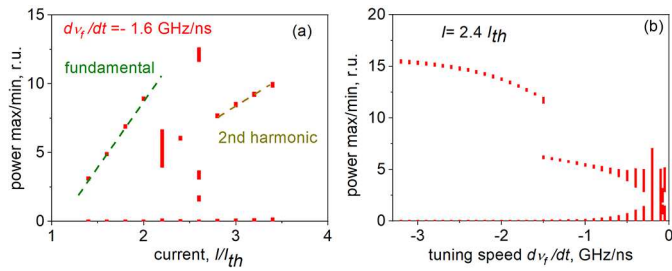 dν_f/dt =- 1.6 GHz/ns
(a)
fundamental
2nd harmonic
power max/min, r.u.
15
10
5
0
0 1 2 3 4
current, I/I_th
I= 2.4 I_th
(b)
power max/min, r.u.
20
15
10
5
0
-3 -2 -1 0
tuning speed dν_f/dt, GHz/ns